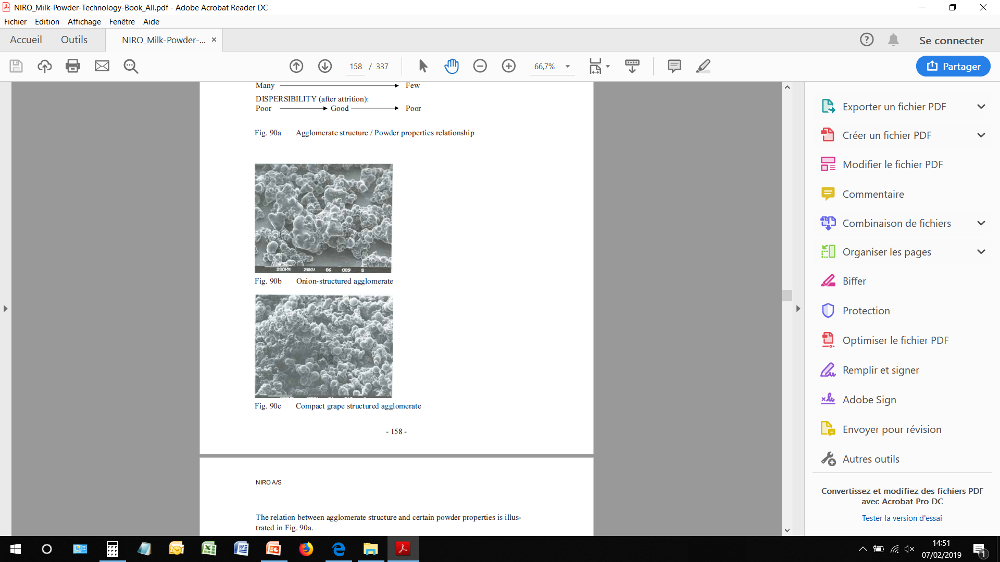 NIRO_Milk-Powder-Technology-Book_All.pdf - Adobe Acrobat Reader DC
Fichier Edition Affichage Fenêtre Aide
Accueil Outils NIRO_Milk-Powder-... × Se connecter
158 / 337 66,7% Partager
Many Few
DISPERSIBILITY (after attrition):
Poor Good Poor
Fig. 90a Agglomerate structure / Powder properties relationship
200µM 20KV 86 009 S
Fig. 90b Onion-structured agglomerate
Fig. 90c Compact grape structured agglomerate
- 158 -
NIRO A/S
The relation between agglomerate structure and certain powder properties is illus-
trated in Fig. 90a.
Exporter un fichier PDF
Créer un fichier PDF
Modifier le fichier PDF
Commentaire
Combinaison de fichiers
Organiser les pages
Biffer
Protection
Optimiser le fichier PDF
Remplir et signer
Adobe Sign
Envoyer pour révision
Autres outils
Convertissez et modifiez des fichiers PDF
avec Acrobat Pro DC
Tester la version d'essai
14:51
07/02/2019
1